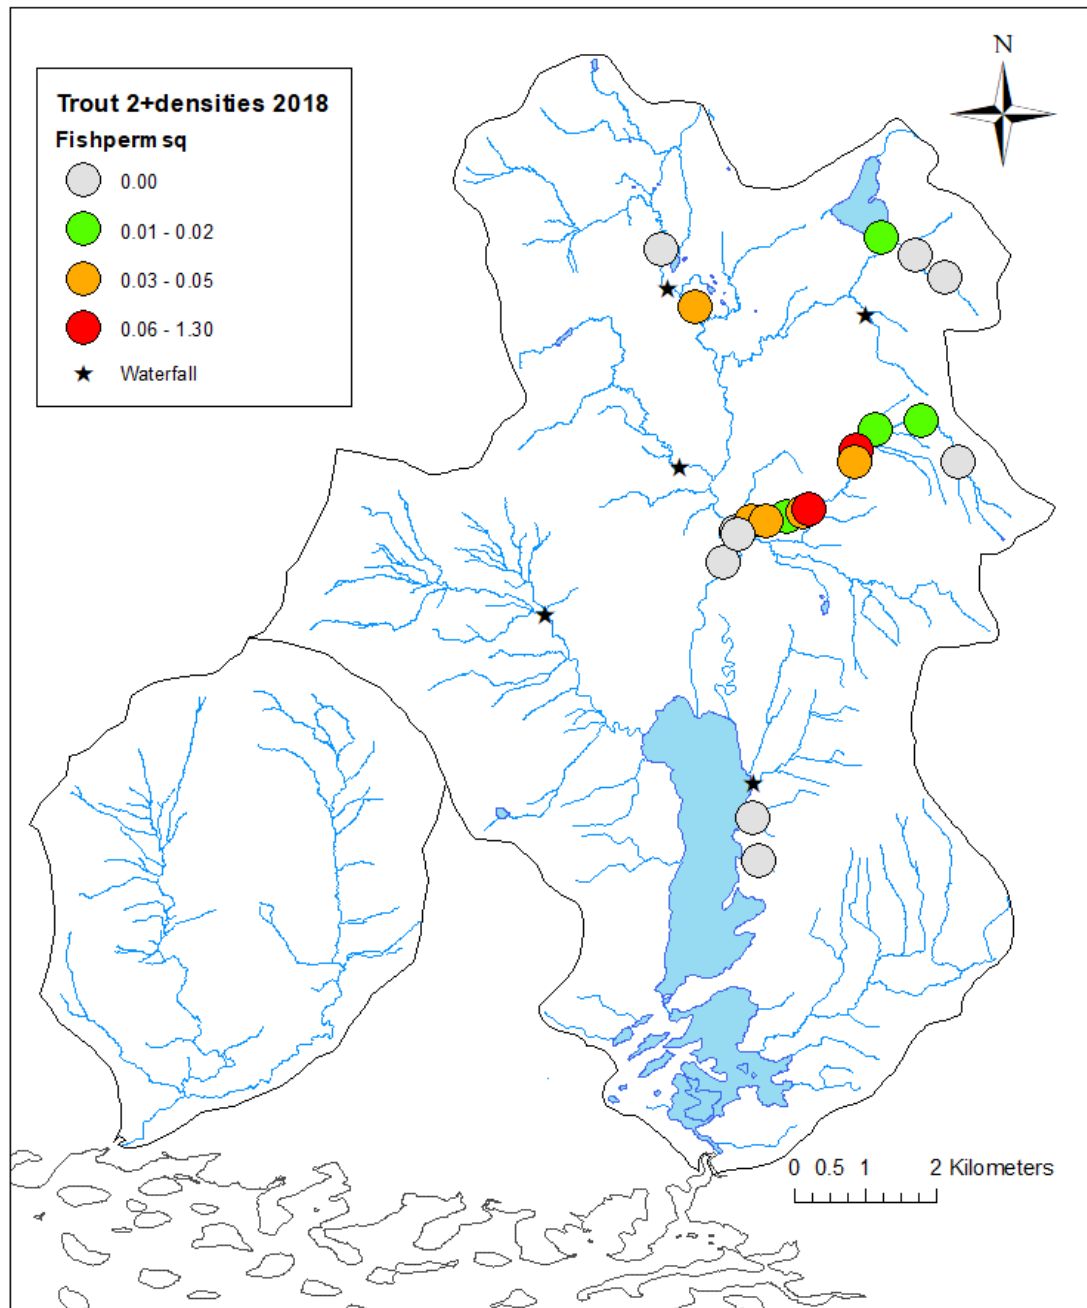 N
Trout 2+densities 2018
Fishperm sq
0.00
0.01 - 0.02
0.03 - 0.05
0.06 - 1.30
Waterfall
0 0.5 1 2 Kilometers